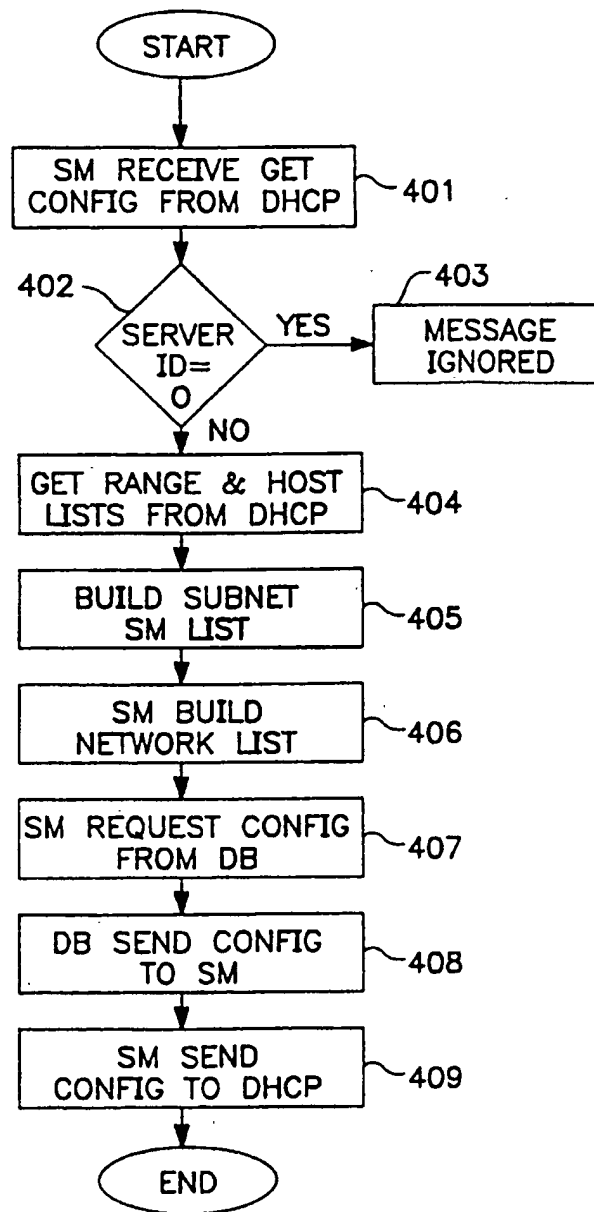 START
SM RECEIVE GET
CONFIG FROM DHCP
401
402
SERVER
ID=
0
YES
403
MESSAGE
IGNORED
NO
GET RANGE & HOST
LISTS FROM DHCP
404
BUILD SUBNET
SM LIST
405
SM BUILD
NETWORK LIST
406
SM REQUEST CONFIG
FROM DB
407
DB SEND CONFIG
TO SM
408
SM SEND
CONFIG TO DHCP
409
END